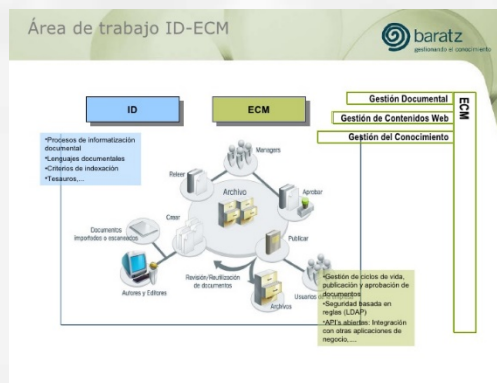 Área de trabajo ID-ECM
baratz
gestionando el conocimiento
ID
ECM
Gestión Documental
Gestión de Contenidos Web
Gestión del Conocimiento
ECM
•Procesos de informatización
documental
•Lenguajes documentales
•Criterios de indexación
•Tesauros,...
Managers
Releer
Archivo
Aprobar
Crear
Documentos
importados o escaneados
Publicar
Autores y Editores
Revisión/Reutilización
de documentos
Archivos
Usuarios
•Gestión de ciclos de vida,
publicación y aprobación de
documentos
•Seguridad basada en
reglas (LDAP)
•API's abiertas: Integración
con otras aplicaciones de
negocio,....